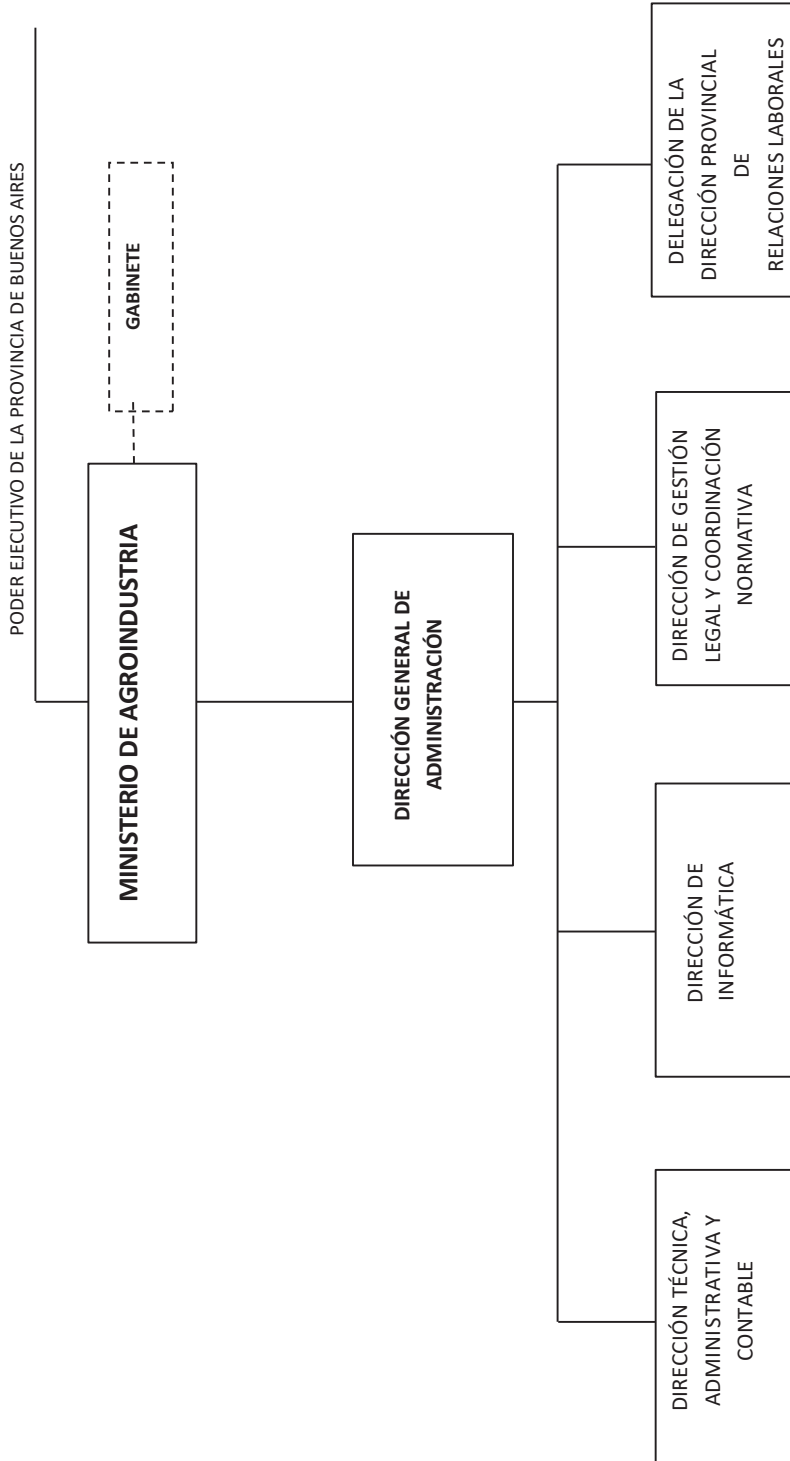 PODER EJECUTIVO DE LA PROVINCIA DE BUENOS AIRES
MINISTERIO DE AGROINDUSTRIA
GABINETE
DIRECCIÓN GENERAL DE
ADMINISTRACIÓN
DIRECCIÓN TÉCNICA,
ADMINISTRATIVA Y
CONTABLE
DIRECCIÓN DE
INFORMÁTICA
DIRECCIÓN DE GESTIÓN
LEGAL Y COORDINACIÓN
NORMATIVA
DELEGACIÓN DE LA
DIRECCIÓN PROVINCIAL
DE
RELACIONES LABORALES